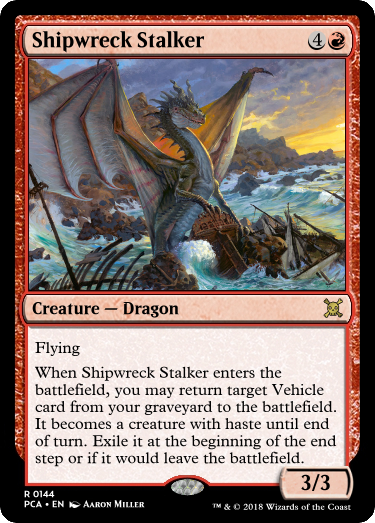 Shipwreck Stalker 4
Creature — Dragon
Flying
When Shipwreck Stalker enters the
battlefield, you may return target Vehicle
card from your graveyard to the battlefield.
It becomes a creature with haste until end
of turn. Exile it at the beginning of the end
step or if it would leave the battlefield.
3/3
R 0144
PCA • EN Aaron Miller
™ & © 2018 Wizards of the Coast